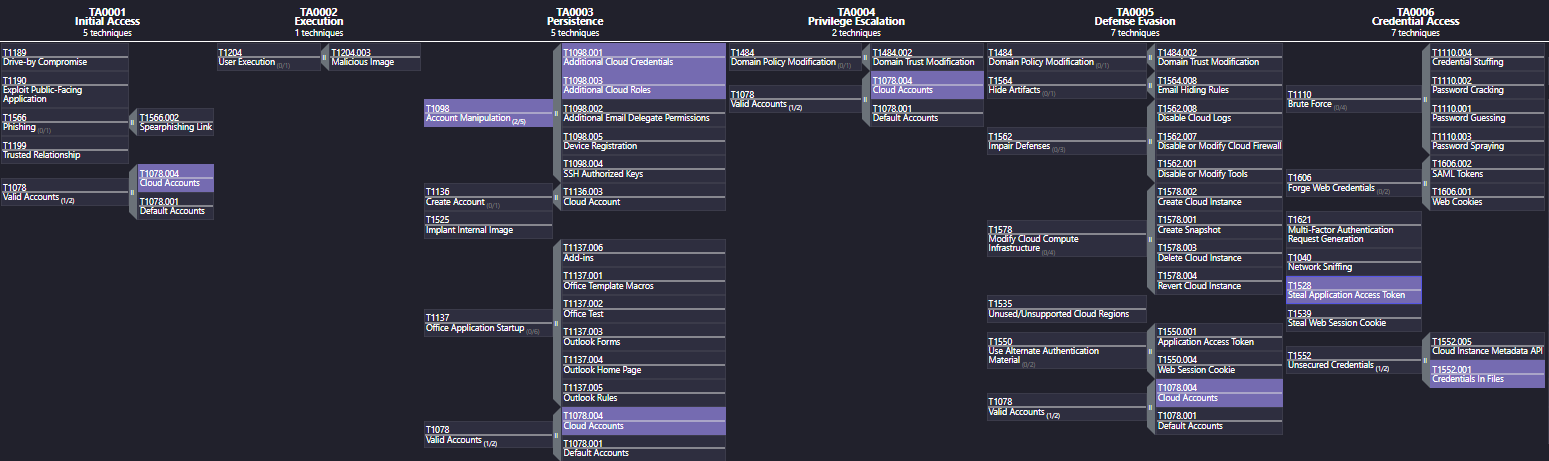 TA0001
Initial Access
5 techniques
T1189
Drive-by Compromise
T1190
Exploit Public-Facing
Application
T1566
Phishing (0/1)
T1566.002
Spearphishing Link
T1199
Trusted Relationship
T1078
Valid Accounts (1/2)
T1078.004
Cloud Accounts
T1078.001
Default Accounts
TA0002
Execution
1 techniques
T1204
User Execution (0/1)
T1204.003
Malicious Image
TA0003
Persistence
5 techniques
T1098
Account Manipulation (2/5)
T1098.001
Additional Cloud Credentials
T1098.003
Additional Cloud Roles
T1098.002
Additional Email Delegate Permissions
T1098.005
Device Registration
T1098.004
SSH Authorized Keys
T1136
Create Account (0/1)
T1136.003
Cloud Account
T1525
Implant Internal Image
T1137
Office Application Startup (0/6)
T1137.006
Add-ins
T1137.001
Office Template Macros
T1137.002
Office Test
T1137.003
Outlook Forms
T1137.004
Outlook Home Page
T1137.005
Outlook Rules
T1078
Valid Accounts (1/2)
T1078.004
Cloud Accounts
T1078.001
Default Accounts
TA0004
Privilege Escalation
2 techniques
T1484
Domain Policy Modification (0/1)
T1484.002
Domain Trust Modification
T1078
Valid Accounts (1/2)
T1078.004
Cloud Accounts
T1078.001
Default Accounts
TA0005
Defense Evasion
7 techniques
T1484
Domain Policy Modification (0/1)
T1484.002
Domain Trust Modification
T1564
Hide Artifacts (0/1)
T1564.008
Email Hiding Rules
T1562
Impair Defenses (0/3)
T1562.008
Disable Cloud Logs
T1562.007
Disable or Modify Cloud Firewall
T1562.001
Disable or Modify Tools
T1578
Modify Cloud Compute
Infrastructure (0/4)
T1578.002
Create Cloud Instance
T1578.001
Create Snapshot
T1578.003
Delete Cloud Instance
T1578.004
Revert Cloud Instance
T1535
Unused/Unsupported Cloud Regions
T1550
Use Alternate Authentication
Material (0/2)
T1550.001
Application Access Token
T1550.004
Web Session Cookie
T1078
Valid Accounts (1/2)
T1078.004
Cloud Accounts
T1078.001
Default Accounts
TA0006
Credential Access
7 techniques
T1110
Brute Force (0/4)
T1110.004
Credential Stuffing
T1110.002
Password Cracking
T1110.001
Password Guessing
T1110.003
Password Spraying
T1606
Forge Web Credentials (0/2)
T1606.002
SAML Tokens
T1606.001
Web Cookies
T1621
Multi-Factor Authentication
Request Generation
T1040
Network Sniffing
T1528
Steal Application Access Token
T1539
Steal Web Session Cookie
T1552
Unsecured Credentials (1/2)
T1552.005
Cloud Instance Metadata API
T1552.001
Credentials In Files